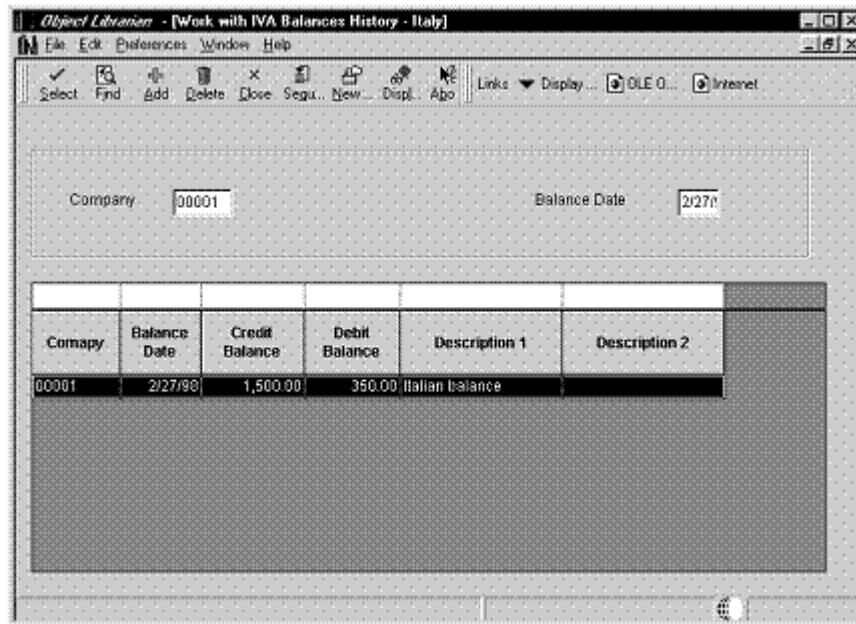 Object Librarian - [Work with IVA Balances History - Italy]
File Edit Preferences Window Help
Select Find Add Delete Close Sequ... New... Displ.. Abo Links Display ... OLE O... Internet
Company 00001 Balance Date 2/27/
Comapy Balance Date Credit Balance Debit Balance Description 1 Description 2
00001 2/27/98 1,500.00 350.00 Italian balance